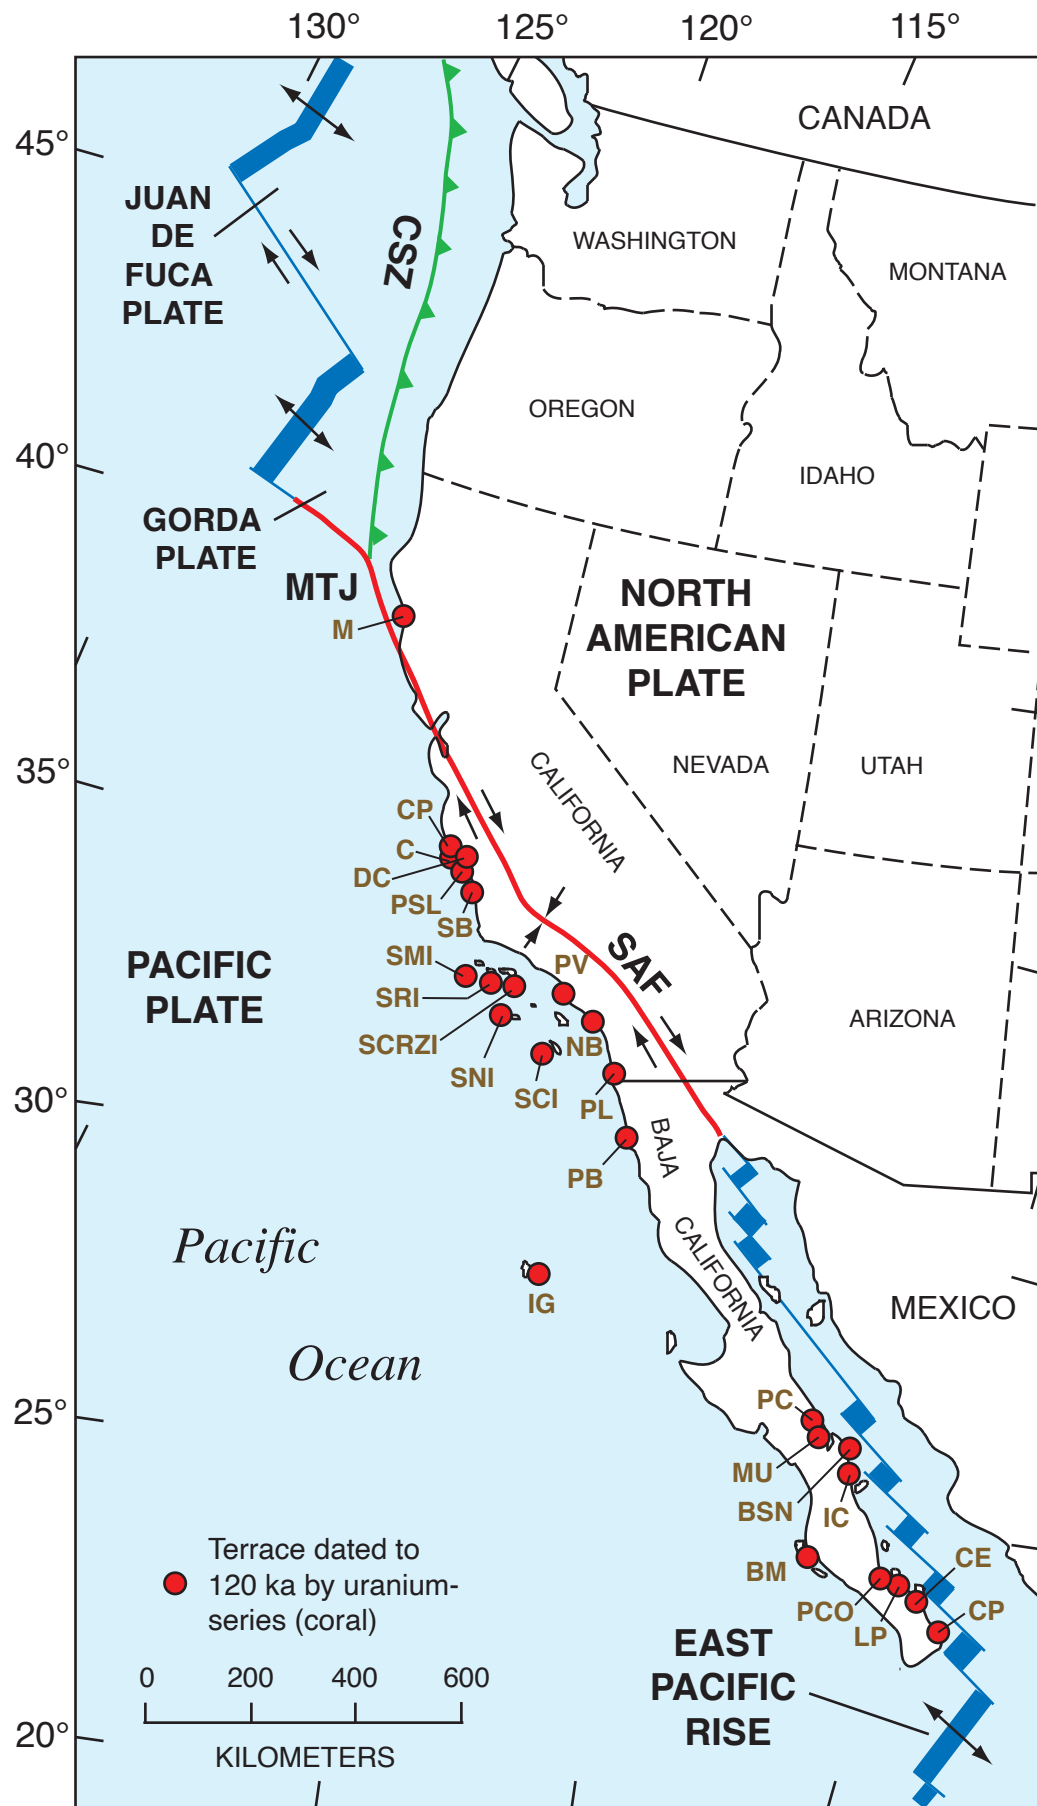 130°
125°
120°
115°
CANADA
45°
JUAN
DE
FUCA
PLATE
CSZ
WASHINGTON
MONTANA
OREGON
40°
IDAHO
GORDA
PLATE
MTJ
NORTH
AMERICAN
PLATE
M
35°
CALIFORNIA
NEVADA
UTAH
CP
C
DC
PSL
SB
PACIFIC
PLATE
SMI
SRI
SCRZI
SNI
SCI
PV
NB
SAF
ARIZONA
30°
PL
PB
BAJA
CALIFORNIA
Pacific
Ocean
IG
MEXICO
25°
PC
MU
BSN
IC
BM
PCO
LP
CE
CP
Terrace dated to
120 ka by uranium-
series (coral)
EAST
PACIFIC
RISE
0 200 400 600
KILOMETERS
20°